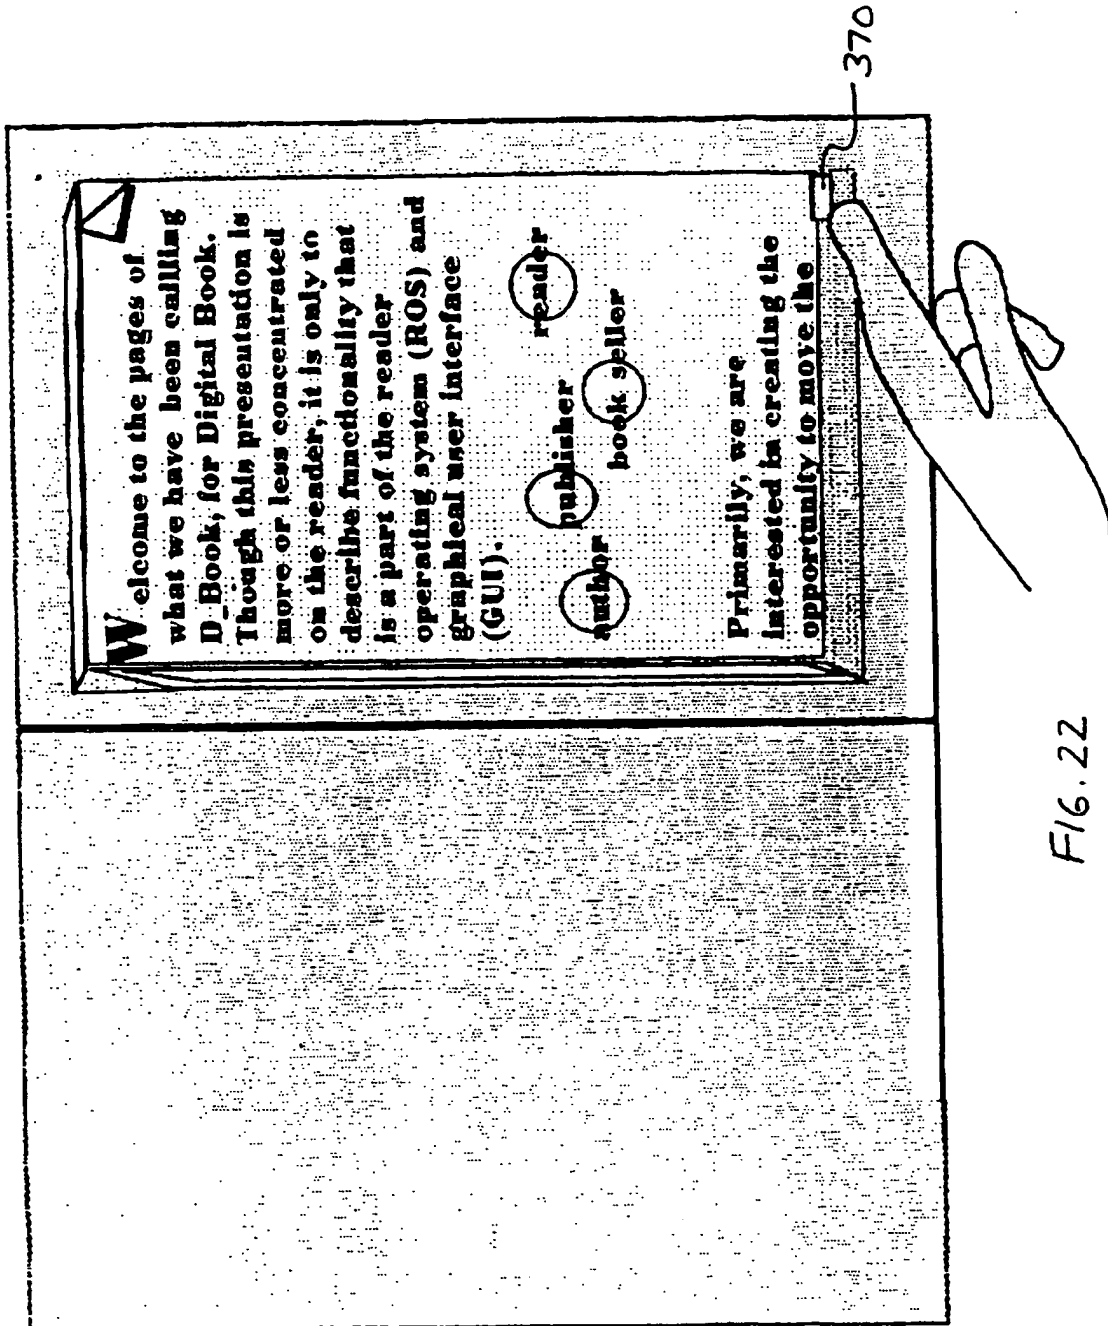 Welcome to the pages of
what we have been calling
D_Book, for Digital Book.
Though this presentation is
more or less concentrated
on the reader, it is only to
describe functionality that
is a part of the reader
operating system (ROS) and
graphical user interface
(GUI).
author
publisher
book seller
reader
Primarily, we are
interested in creating the
opportunity to move the
370
FIG. 22